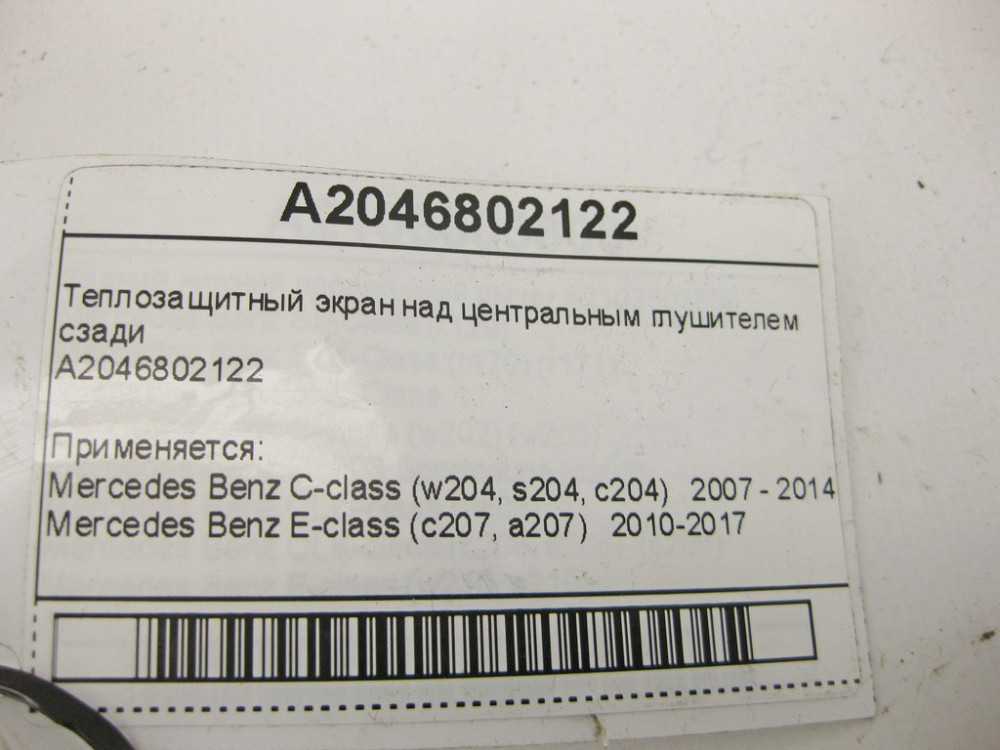 A2046802122
Теплозащитный экран над центральным глушителем
сзади
A2046802122
Применяется:
Mercedes Benz C-class (w204, s204, c204) 2007 - 2014
Mercedes Benz E-class (c207, a207) 2010-2017